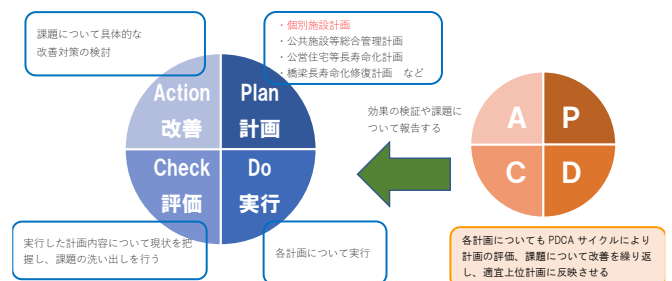 課題について具体的な
改善対策の検討
・個別施設計画
・公共施設等総合管理計画
・公営住宅等長寿命化計画
・橋梁長寿命化修復計画 など
Action
改善
Plan
計画
Check
評価
Do
実行
効果の検証や課題に
ついて報告する
A
P
C
D
実行した計画内容について現状を把
握し、課題の洗い出しを行う
各計画について実行
各計画についても PDCA サイクルにより
計画の評価、課題について改善を繰り返
し、適宜上位計画に反映させる